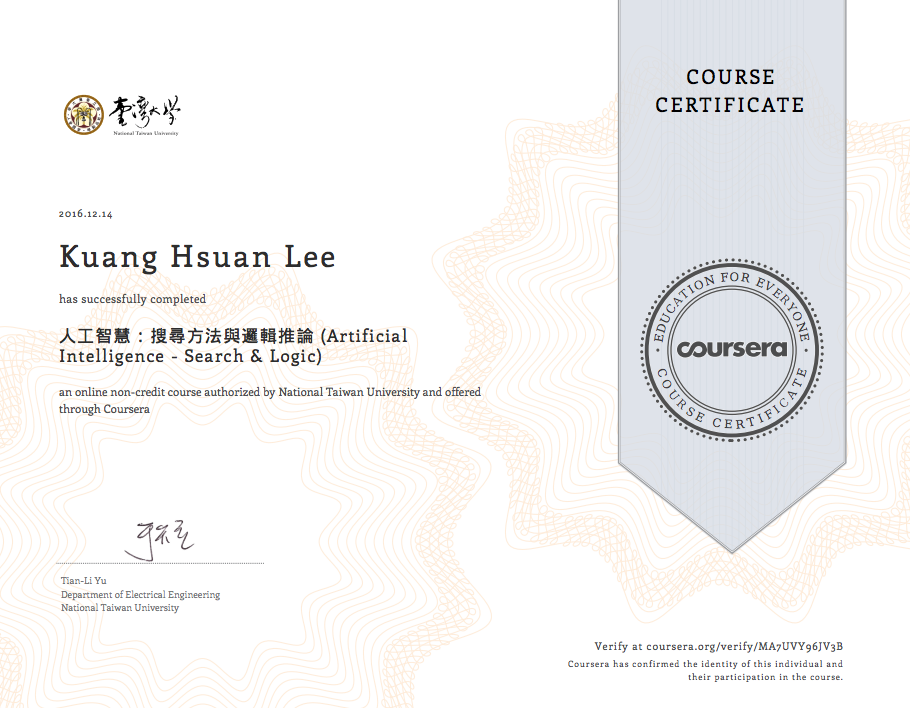 臺灣大學
National Taiwan University
2016.12.14
Kuang Hsuan Lee
has successfully completed
人工智慧：搜尋方法與邏輯推論 (Artificial
Intelligence - Search & Logic)
an online non-credit course authorized by National Taiwan University and offered
through Coursera
Tian-Li Yu
Department of Electrical Engineering
National Taiwan University
COURSE
CERTIFICATE
EDUCATION FOR EVERYONE
coursera
COURSE CERTIFICATE
Verify at coursera.org/verify/MA7UVY96JV3B
Coursera has confirmed the identity of this individual and
their participation in the course.